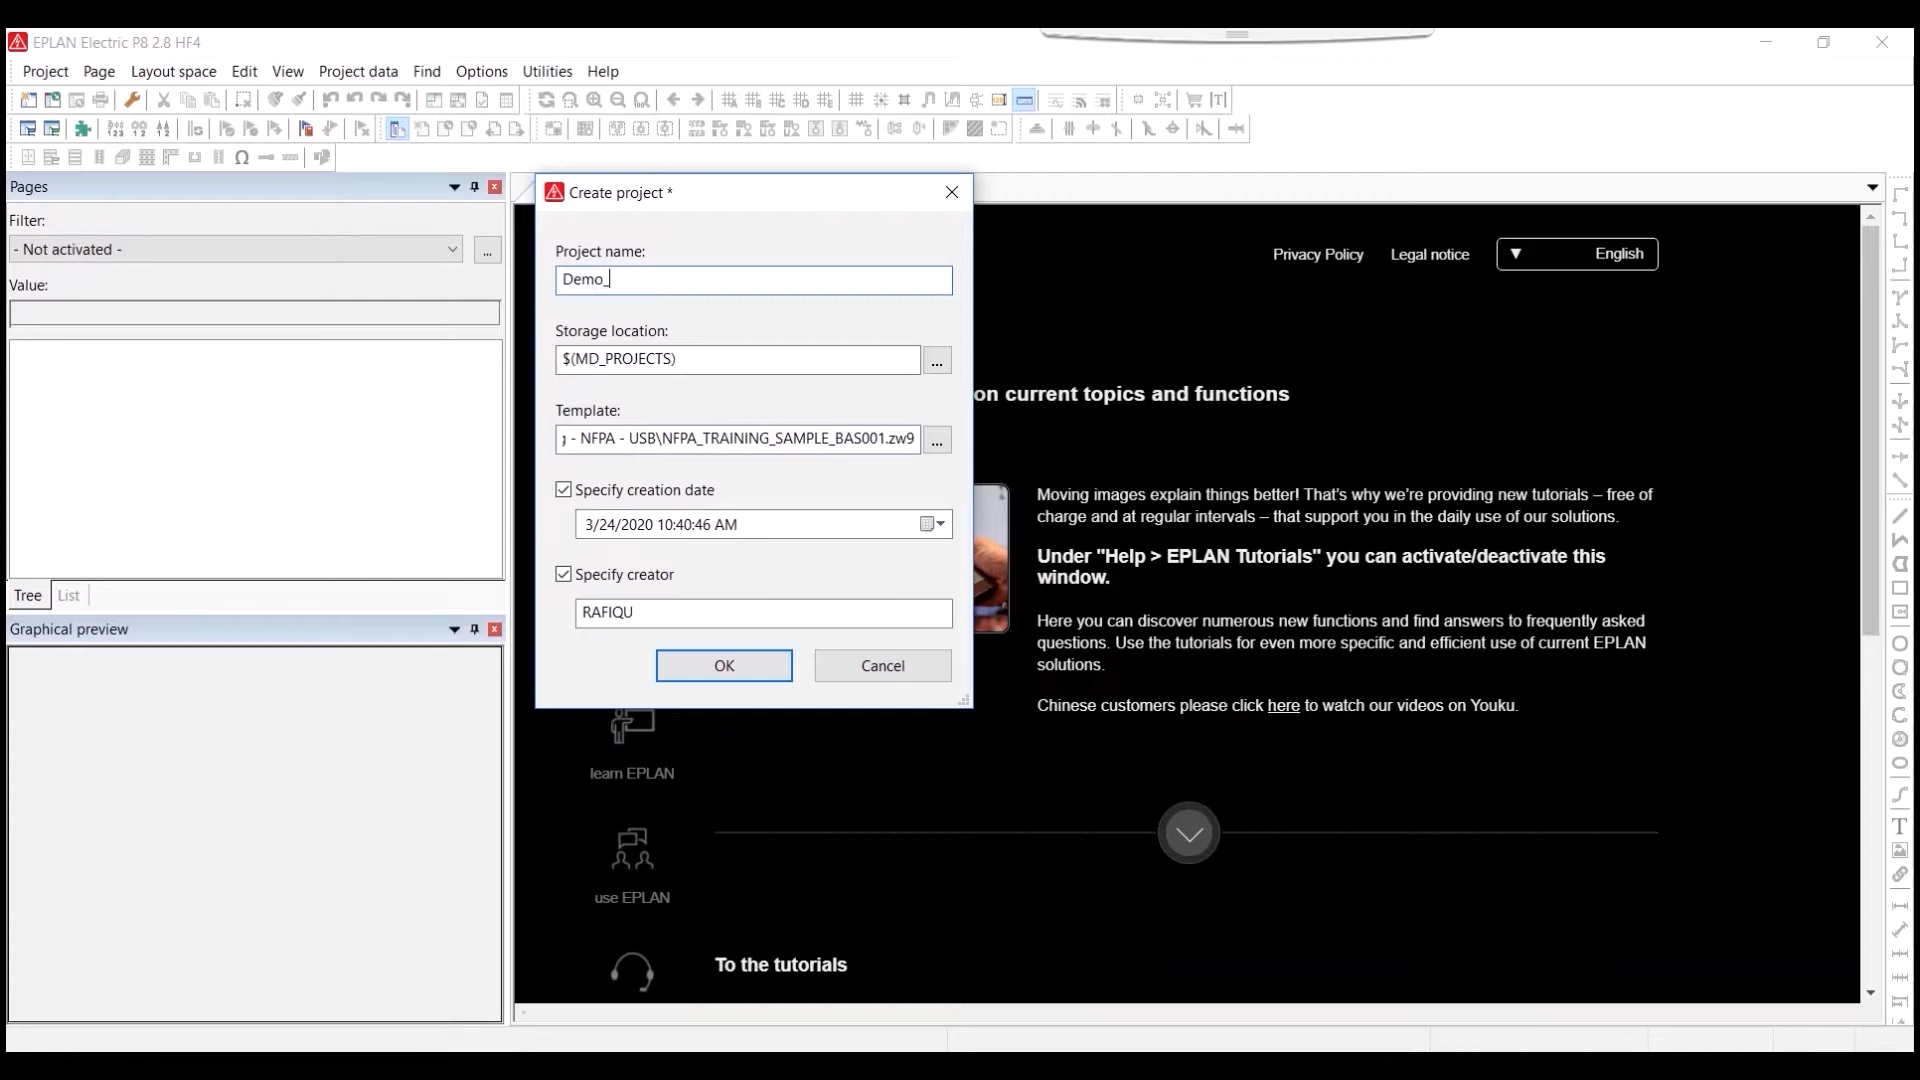 EPLAN Electric P8 2.8 HF4
Project Page Layout space Edit View Project data Find Options Utilities Help
Pages
Filter:
- Not activated -
...
Value:
Tree List
Graphical preview
Create project *
Project name:
Demo_
Storage location:
$(MD_PROJECTS)
...
Template:
- NFPA - USB\NFPA_TRAINING_SAMPLE_BAS001.zw9
...
Specify creation date
3/24/2020 10:40:46 AM
Specify creator
RAFIQU
OK Cancel
Privacy Policy Legal notice English
on current topics and functions
Moving images explain things better! That's why we're providing new tutorials – free of
charge and at regular intervals – that support you in the daily use of our solutions.
Under "Help > EPLAN Tutorials" you can activate/deactivate this
window.
Here you can discover numerous new functions and find answers to frequently asked
questions. Use the tutorials for even more specific and efficient use of current EPLAN
solutions.
Chinese customers please click here to watch our videos on Youku.
learn EPLAN
use EPLAN
To the tutorials